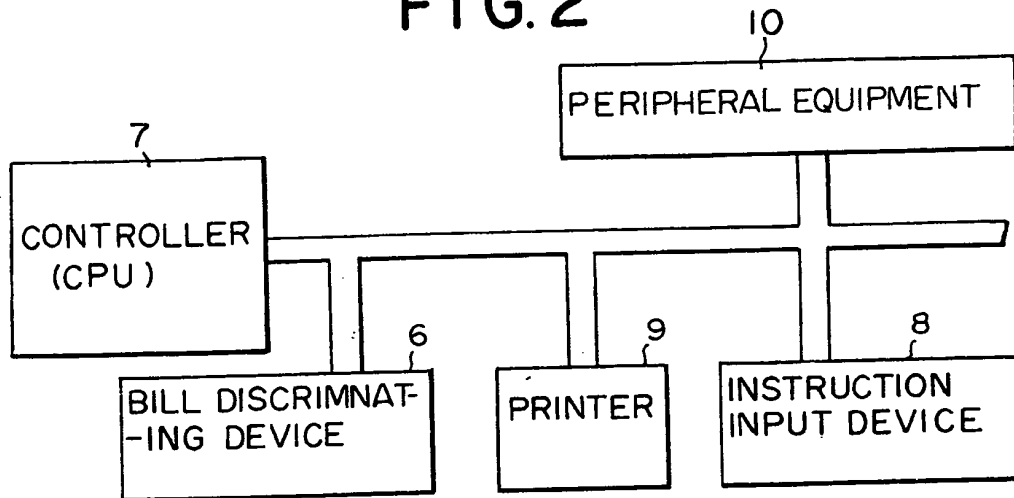 FIG. 2
10
PERIPHERAL EQUIPMENT
7
CONTROLLER
(CPU)
6
BILL DISCRIMNAT-
-ING DEVICE
9
PRINTER
8
INSTRUCTION
INPUT DEVICE